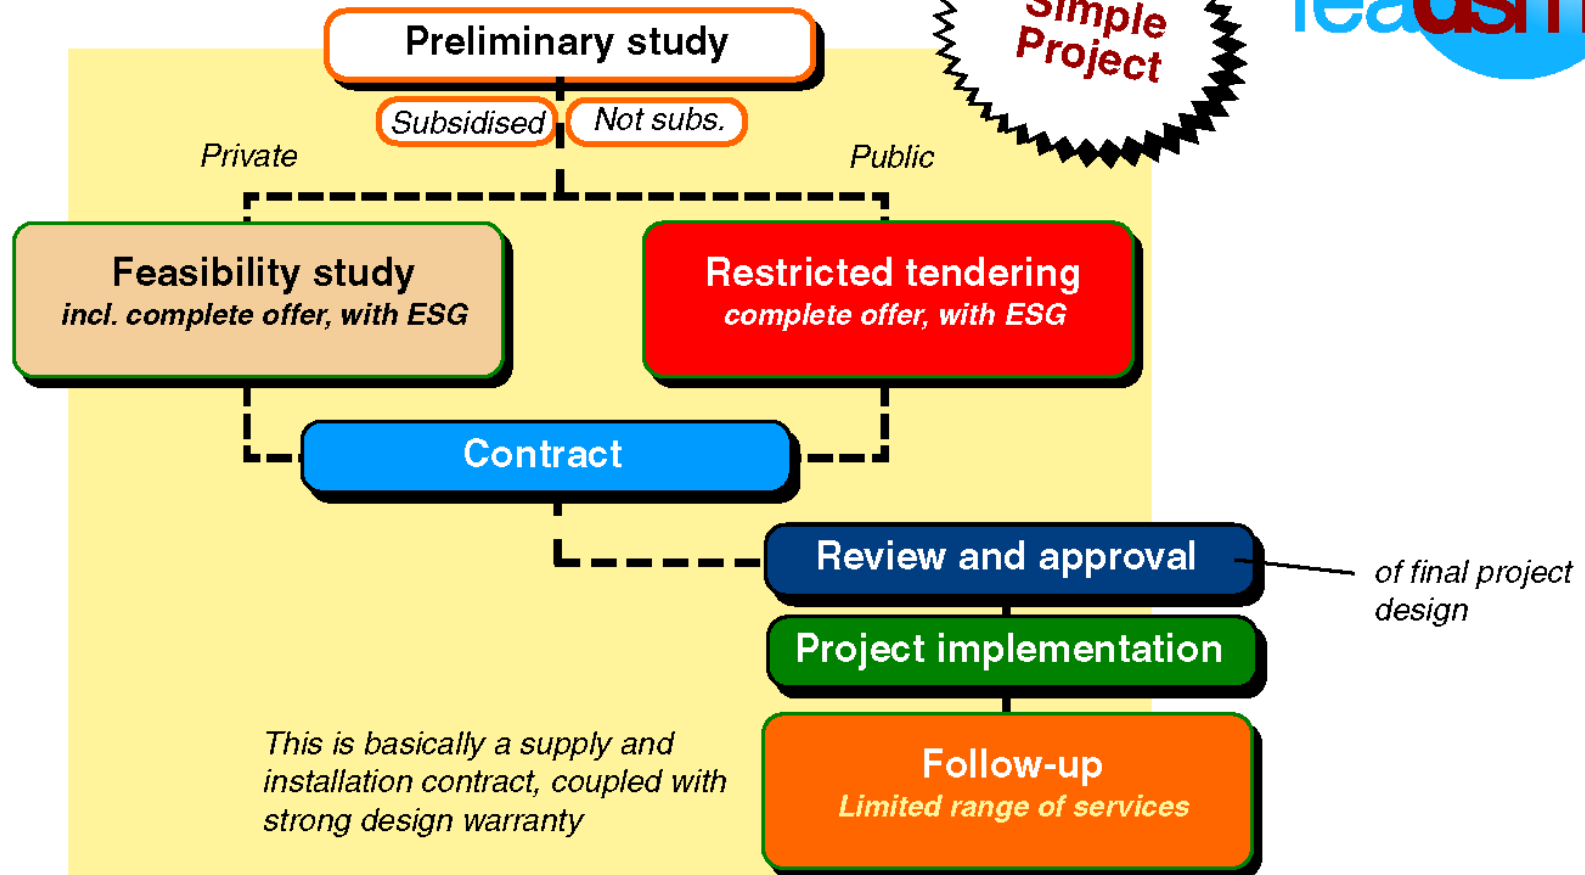 Preliminary study
Simple
Project
Subsidised
Not subs.
Private
Public
Feasibility study
incl. complete offer, with ESG
Restricted tendering
complete offer, with ESG
Contract
Review and approval
of final project
design
Project implementation
This is basically a supply and
installation contract, coupled with
strong design warranty
Follow-up
Limited range of services